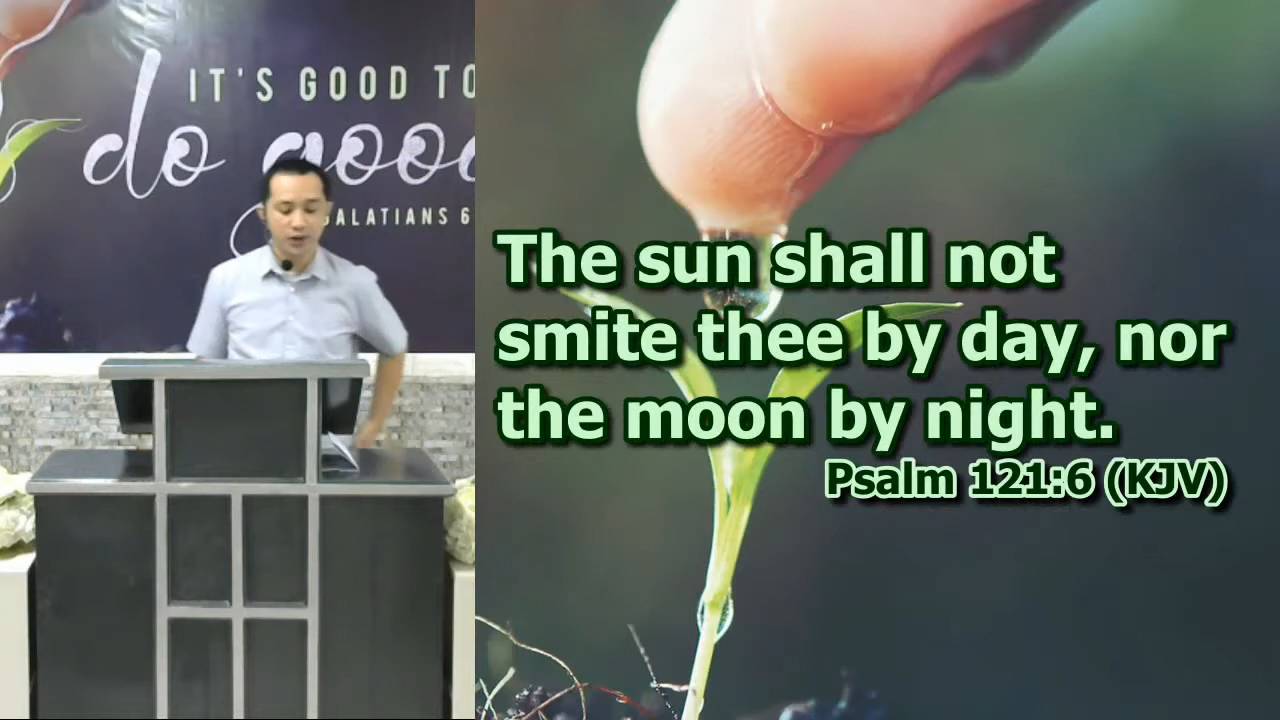 IT'S GOOD TO
do good
GALATIANS 6
The sun shall not
smite thee by day, nor
the moon by night.
Psalm 121:6 (KJV)